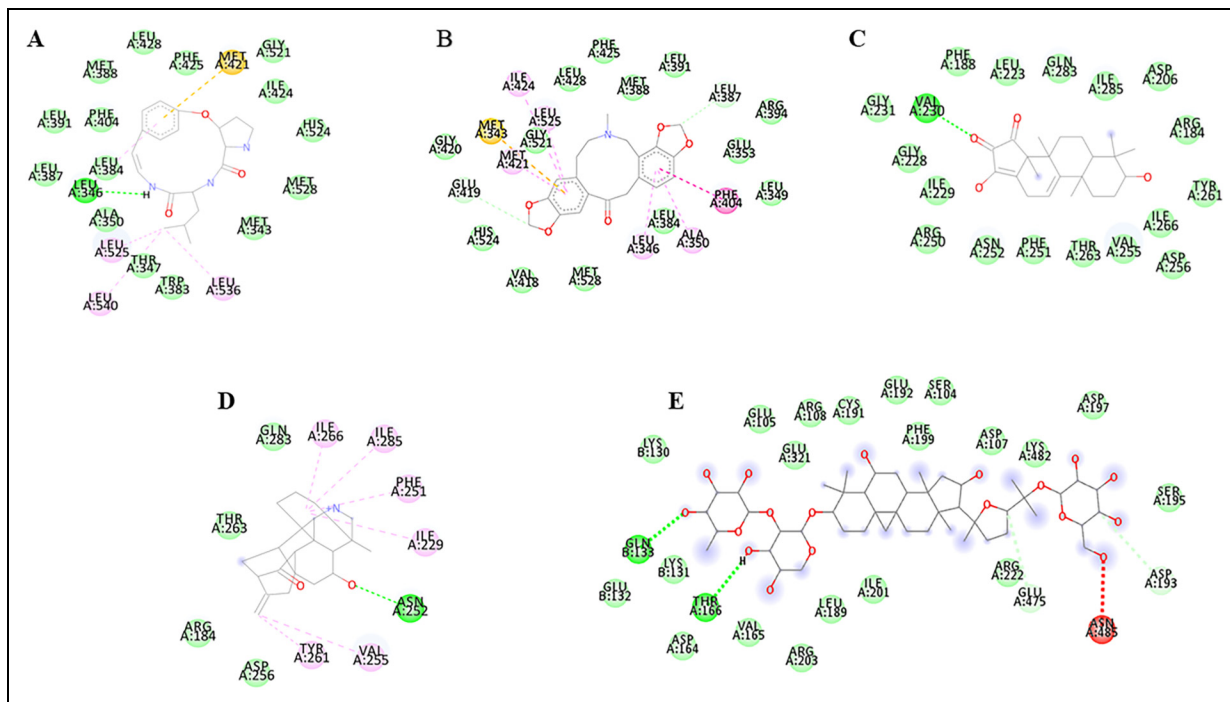 A
LEU
A:428
PHE
A:425
MET
A:421
GLY
A:521
MET
A:388
ILE
A:424
LEU
A:391
PHE
A:404
HIS
A:524
LEU
A:387
LEU
A:384
LEU
A:346
MET
A:528
ALA
A:350
MET
A:343
LEU
A:525
THR
A:347
TRP
A:383
LEU
A:536
LEU
A:540
O
N
H
N
O
N
O
B
PHE
A:425
LEU
A:391
ILE
A:424
LEU
A:428
MET
A:388
LEU
A:387
ARG
A:394
LEU
A:525
MET
A:343
GLY
A:521
GLY
A:420
MET
A:421
GLU
A:353
GLU
A:419
PHE
A:404
LEU
A:349
HIS
A:524
LEU
A:384
LEU
A:346
ALA
A:350
VAL
A:418
MET
A:528
N
O
O
O
O
O
C
PHE
A:188
LEU
A:223
GLN
A:283
ILE
A:285
ASP
A:206
GLY
A:231
VAL
A:230
ARG
A:184
GLY
A:228
ILE
A:229
TYR
A:261
ARG
A:250
ASN
A:252
PHE
A:251
THR
A:263
VAL
A:255
ILE
A:266
ASP
A:256
O
O
O
O
D
GLN
A:283
ILE
A:266
ILE
A:285
PHE
A:251
THR
A:263
ILE
A:229
ASN
A:252
ARG
A:184
ASP
A:256
TYR
A:261
VAL
A:255
+N
O
O
E
GLU
A:192
SER
A:104
GLU
A:105
ARG
A:108
CYS
A:191
ASP
A:197
LYS
B:130
GLU
A:321
PHE
A:199
ASP
A:107
LYS
A:482
SER
A:195
GLN
B:133
LYS
B:131
GLU
B:132
THR
A:166
ASP
A:164
VAL
A:165
ARG
A:203
LEU
A:189
ILE
A:201
ARG
A:222
GLU
A:475
ASP
A:193
ASN
A:485
O
O
O
O
O
O
O
H
O
O
O
O
O
O
O
O
O
O
O
O